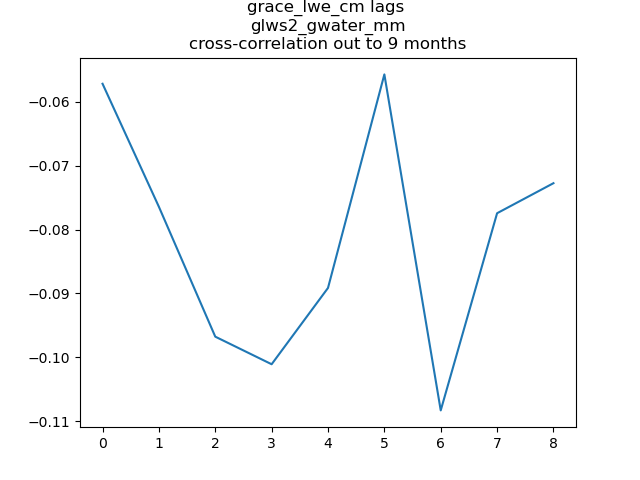 grace_lwe_cm lags
glws2_gwater_mm
cross-correlation out to 9 months
−0.06
−0.07
−0.08
−0.09
−0.10
−0.11
0 1 2 3 4 5 6 7 8